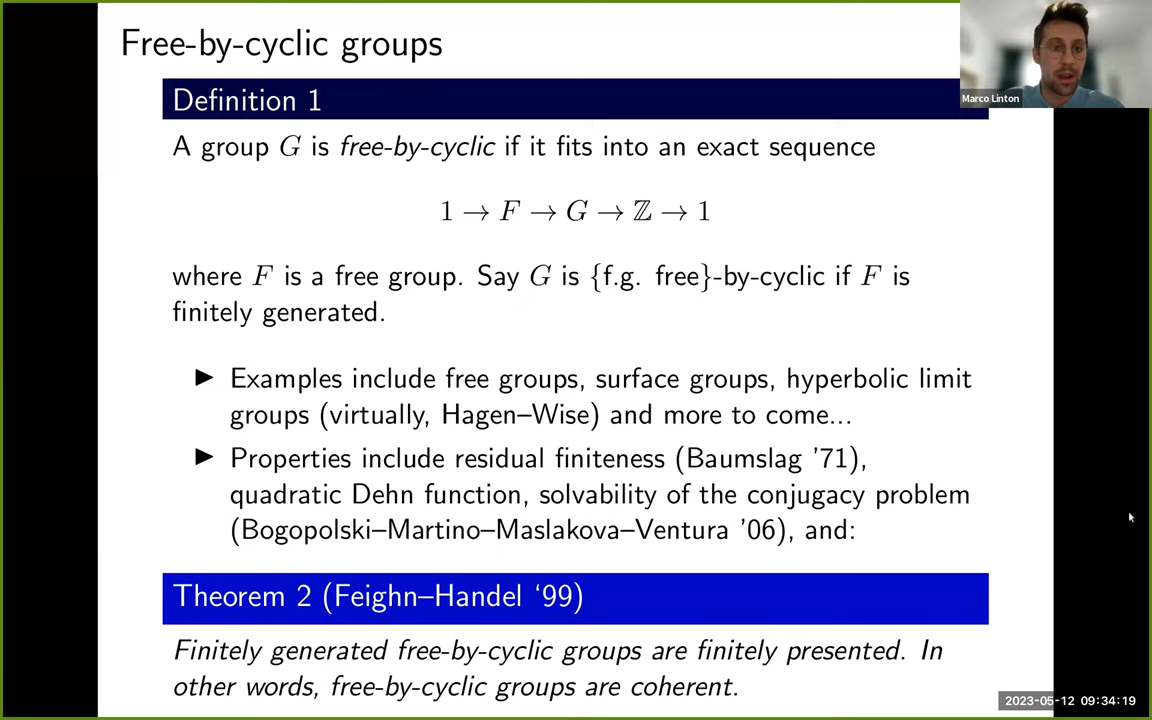 Free-by-cyclic groups
Marco Linton
Definition 1
A group G is free-by-cyclic if it fits into an exact sequence
1 → F → G → ℤ → 1
where F is a free group. Say G is {f.g. free}-by-cyclic if F is
finitely generated.
▶ Examples include free groups, surface groups, hyperbolic limit
groups (virtually, Hagen–Wise) and more to come...
▶ Properties include residual finiteness (Baumslag ’71),
quadratic Dehn function, solvability of the conjugacy problem
(Bogopolski–Martino–Maslakova–Ventura ’06), and:
Theorem 2 (Feighn–Handel ‘99)
Finitely generated free-by-cyclic groups are finitely presented. In
other words, free-by-cyclic groups are coherent.
2023-05-12 09:34:19